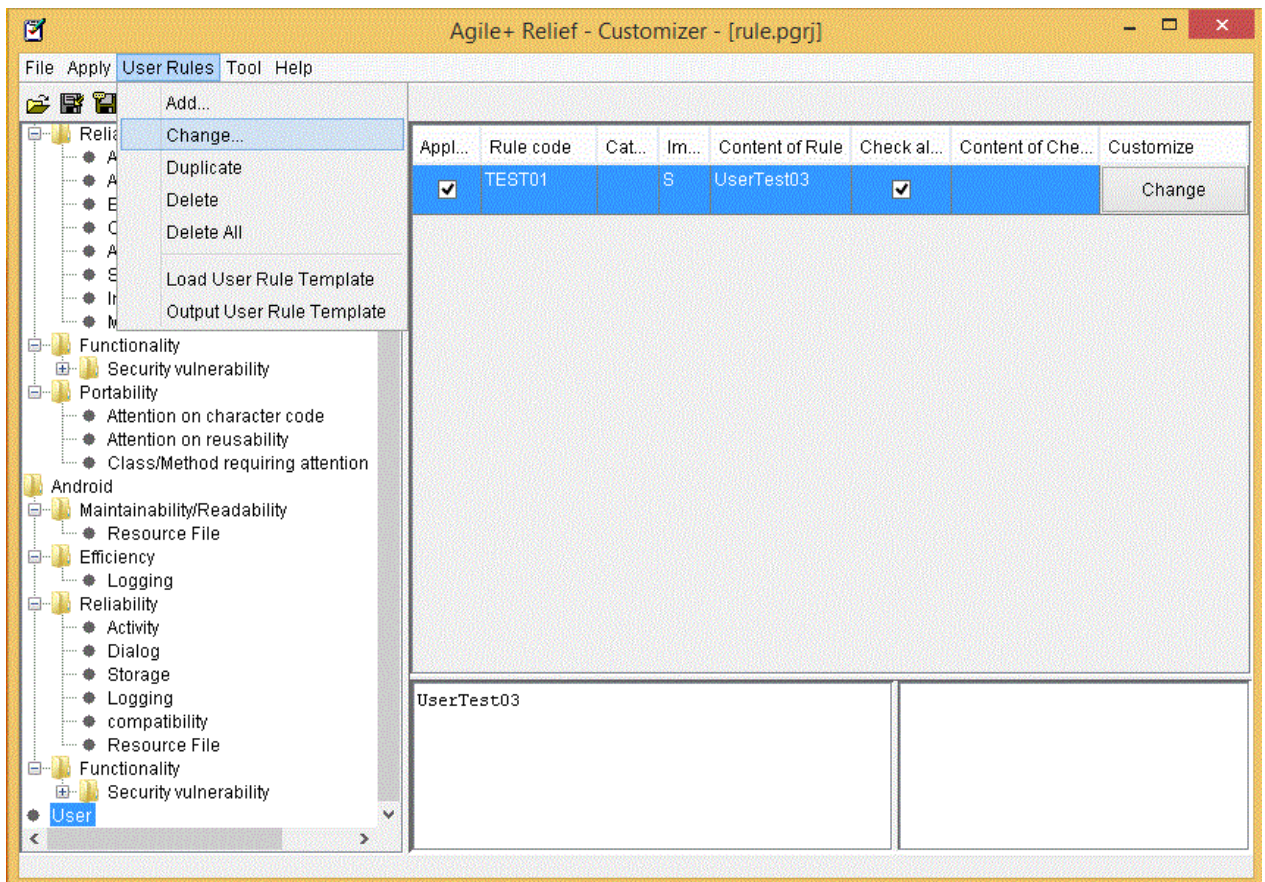 Agile+ Relief - Customizer - [rule.pgrj]
File Apply User Rules Tool Help
Add...
Change...
Duplicate
Delete
Delete All
Load User Rule Template
Output User Rule Template
Relia
A
A
E
C
A
S
In
M
Functionality
Security vulnerability
Portability
Attention on character code
Attention on reusability
Class/Method requiring attention
Android
Maintainability/Readability
Resource File
Efficiency
Logging
Reliability
Activity
Dialog
Storage
Logging
compatibility
Resource File
Functionality
Security vulnerability
User
Appl... Rule code Cat... Im... Content of Rule Check al... Content of Che... Customize
TEST01 S UserTest03 Change
UserTest03